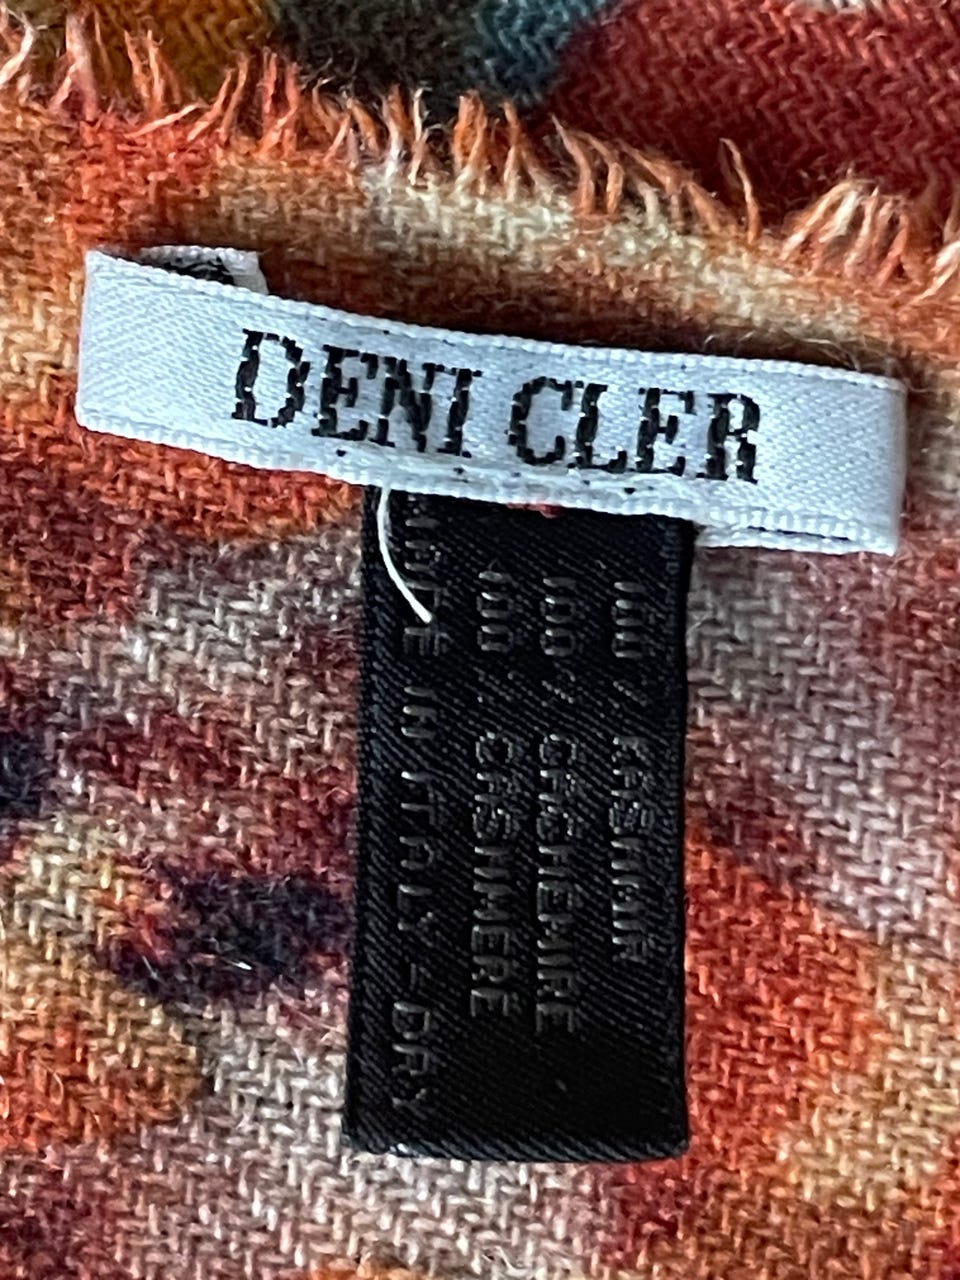 DENI CLER
100 % KASHMIR
100 % CACHEMIRE
100 % CASHMERE
MADE IN ITALY - DRY